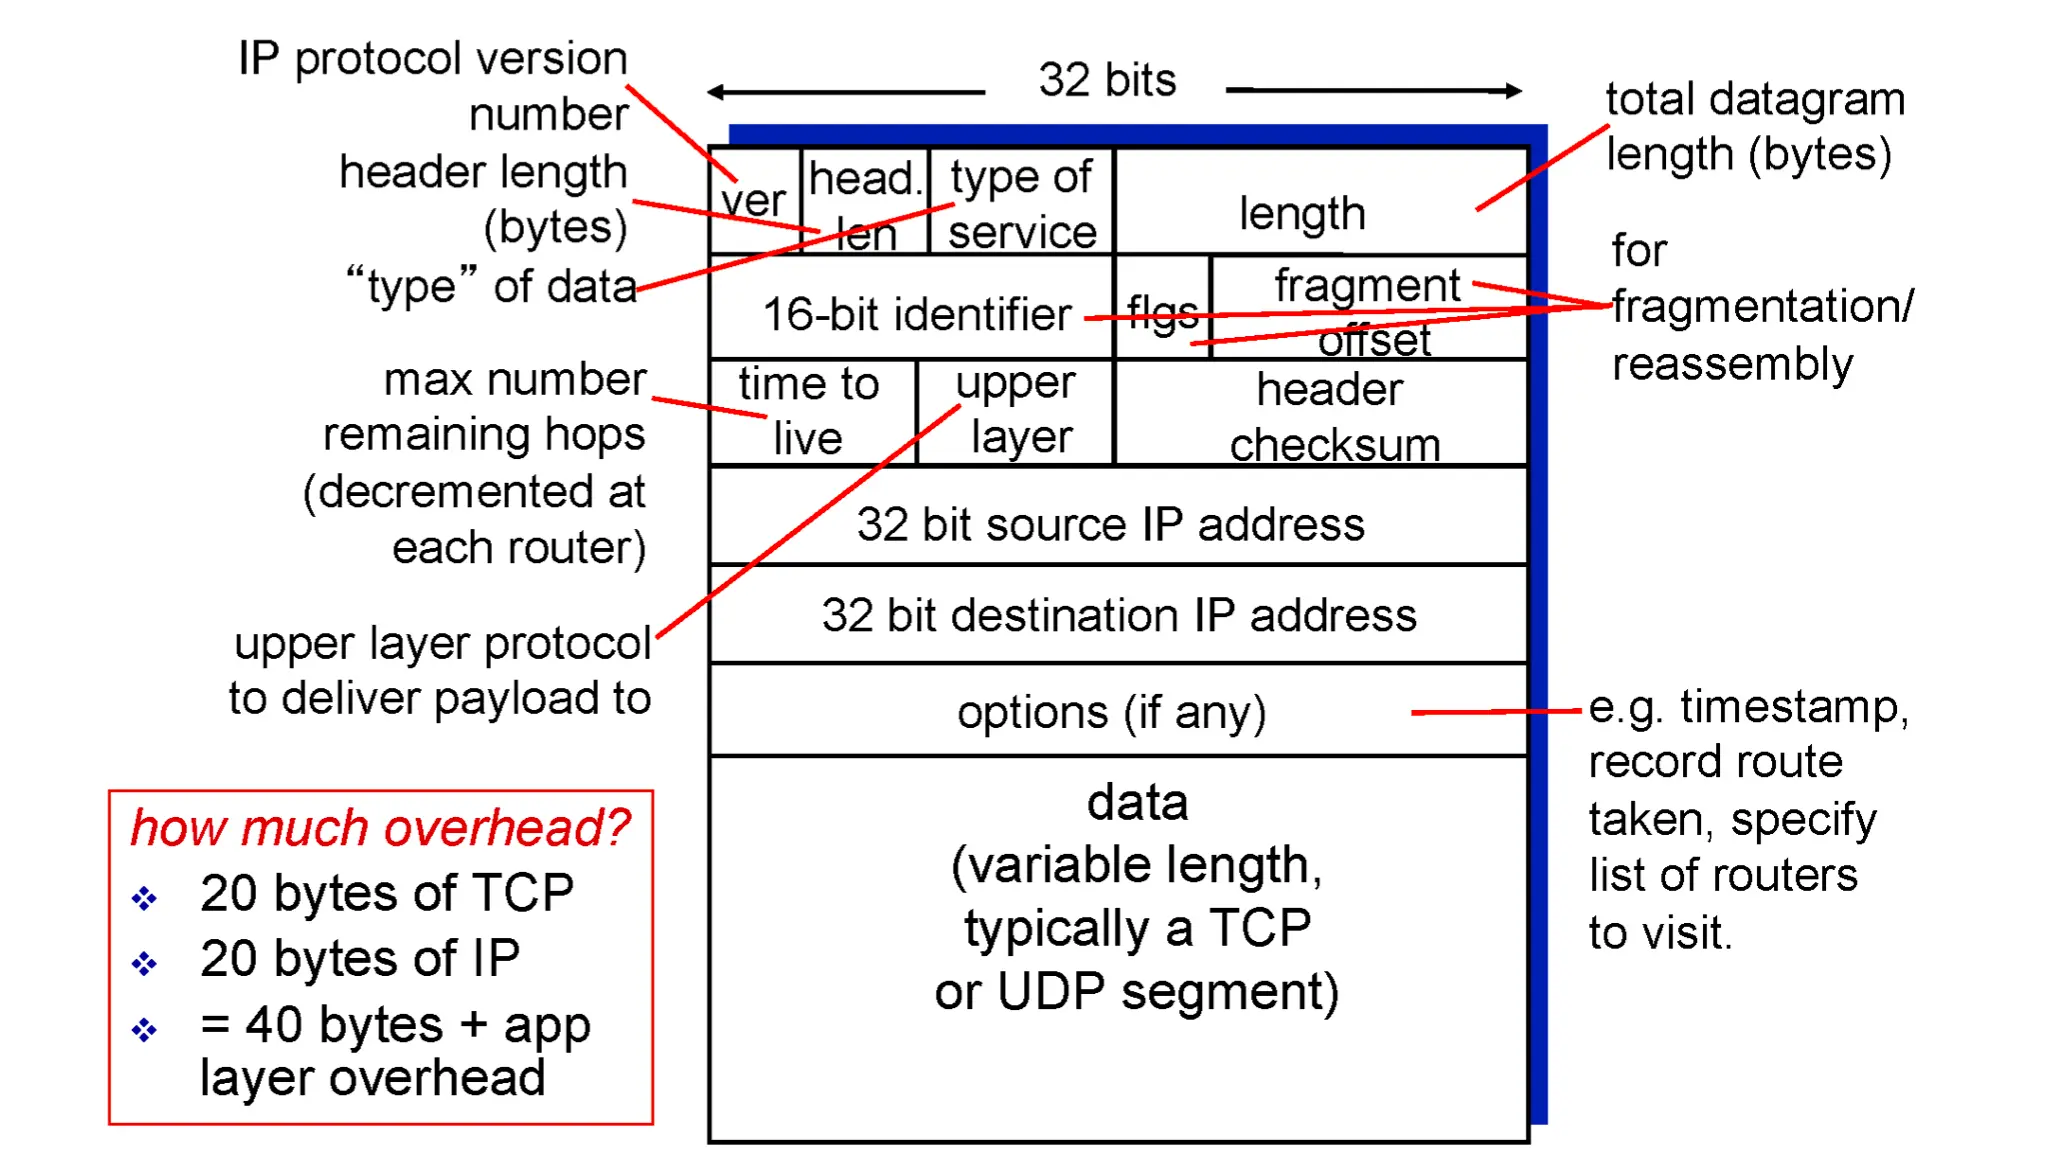 IP protocol version
number
header length
(bytes)
“type” of data
max number
remaining hops
(decremented at
each router)
upper layer protocol
to deliver payload to
how much overhead?
20 bytes of TCP
20 bytes of IP
= 40 bytes + app
layer overhead
32 bits
ver
head.
len
type of
service
length
16-bit identifier
flgs
fragment
offset
time to
live
upper
layer
header
checksum
32 bit source IP address
32 bit destination IP address
options (if any)
data
(variable length,
typically a TCP
or UDP segment)
total datagram
length (bytes)
for
fragmentation/
reassembly
e.g. timestamp,
record route
taken, specify
list of routers
to visit.